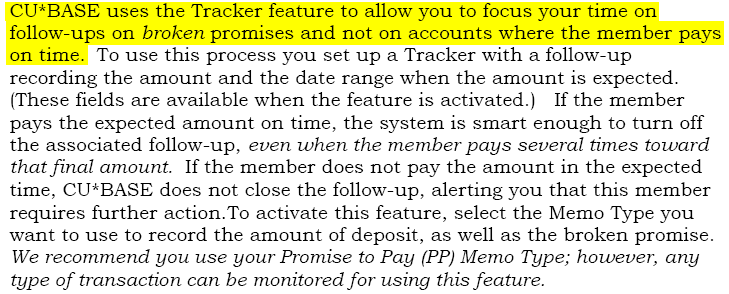 CU*BASE uses the Tracker feature to allow you to focus your time on
follow-ups on broken promises and not on accounts where the member pays
on time.  To use this process you set up a Tracker with a follow-up
recording the amount and the date range when the amount is expected.
(These fields are available when the feature is activated.)   If the member
pays the expected amount on time, the system is smart enough to turn off
the associated follow-up, even when the member pays several times toward
that final amount.  If the member does not pay the amount in the expected
time, CU*BASE does not close the follow-up, alerting you that this member
requires further action.To activate this feature, select the Memo Type you
want to use to record the amount of deposit, as well as the broken promise.
We recommend you use your Promise to Pay (PP) Memo Type; however, any
type of transaction can be monitored for using this feature.